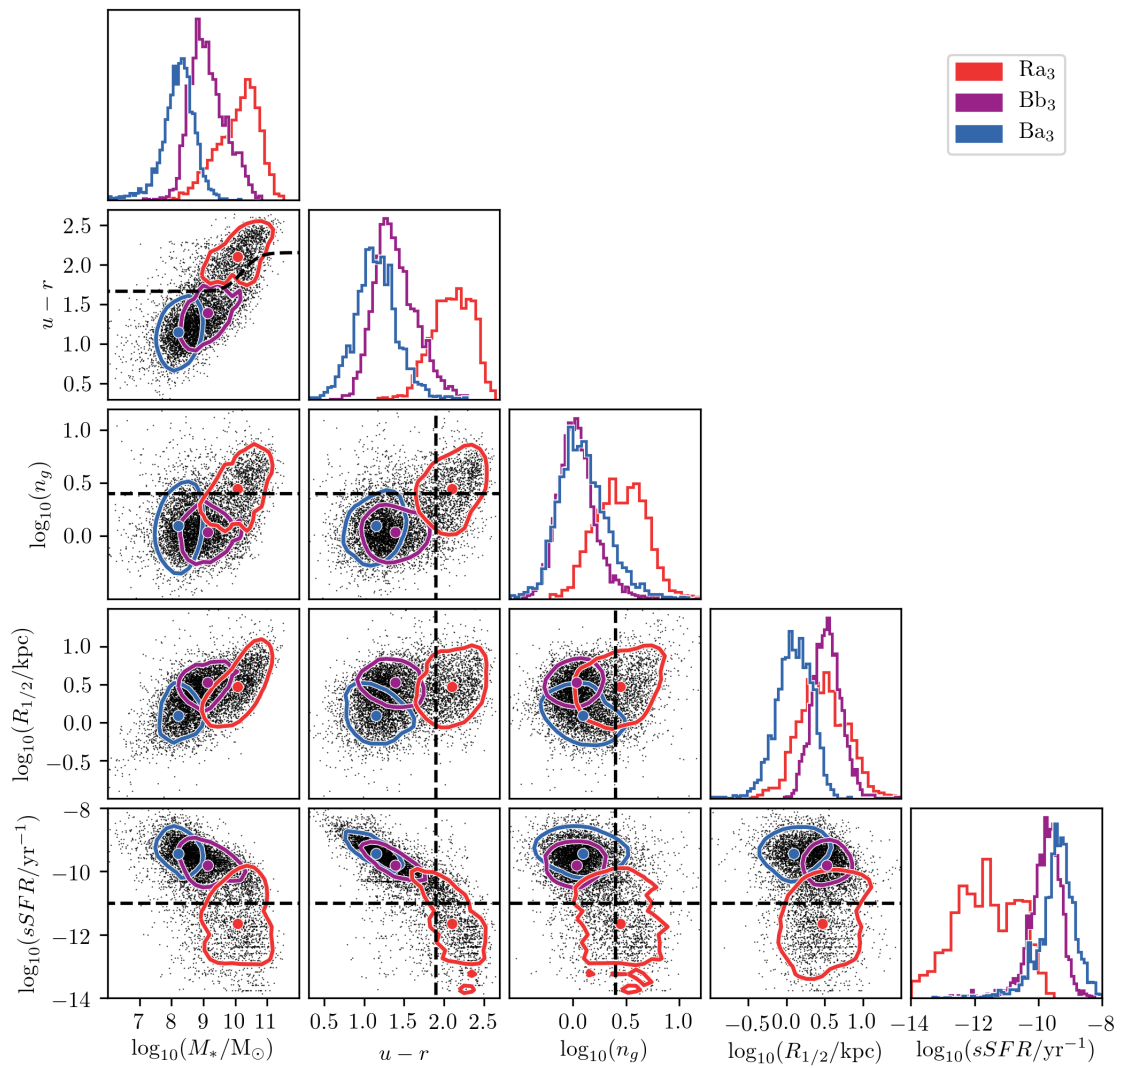 Ra₃
Bb₃
Ba₃
2.5
2.0
1.5
1.0
0.5
u − r
1.0
0.5
0.0
log₁₀(n_g)
1.0
0.5
0.0
−0.5
log₁₀(R₁/₂/kpc)
−8
−10
−12
−14
log₁₀(sSFR/yr⁻¹)
7 8 9 10 11
0.5 1.0 1.5 2.0 2.5
0.0 0.5 1.0
−0.5 0.0 0.5 1.0
−14 −12 −10 −8
log₁₀(M∗/M⊙)
u − r
log₁₀(n_g)
log₁₀(R₁/₂/kpc)
log₁₀(sSFR/yr⁻¹)